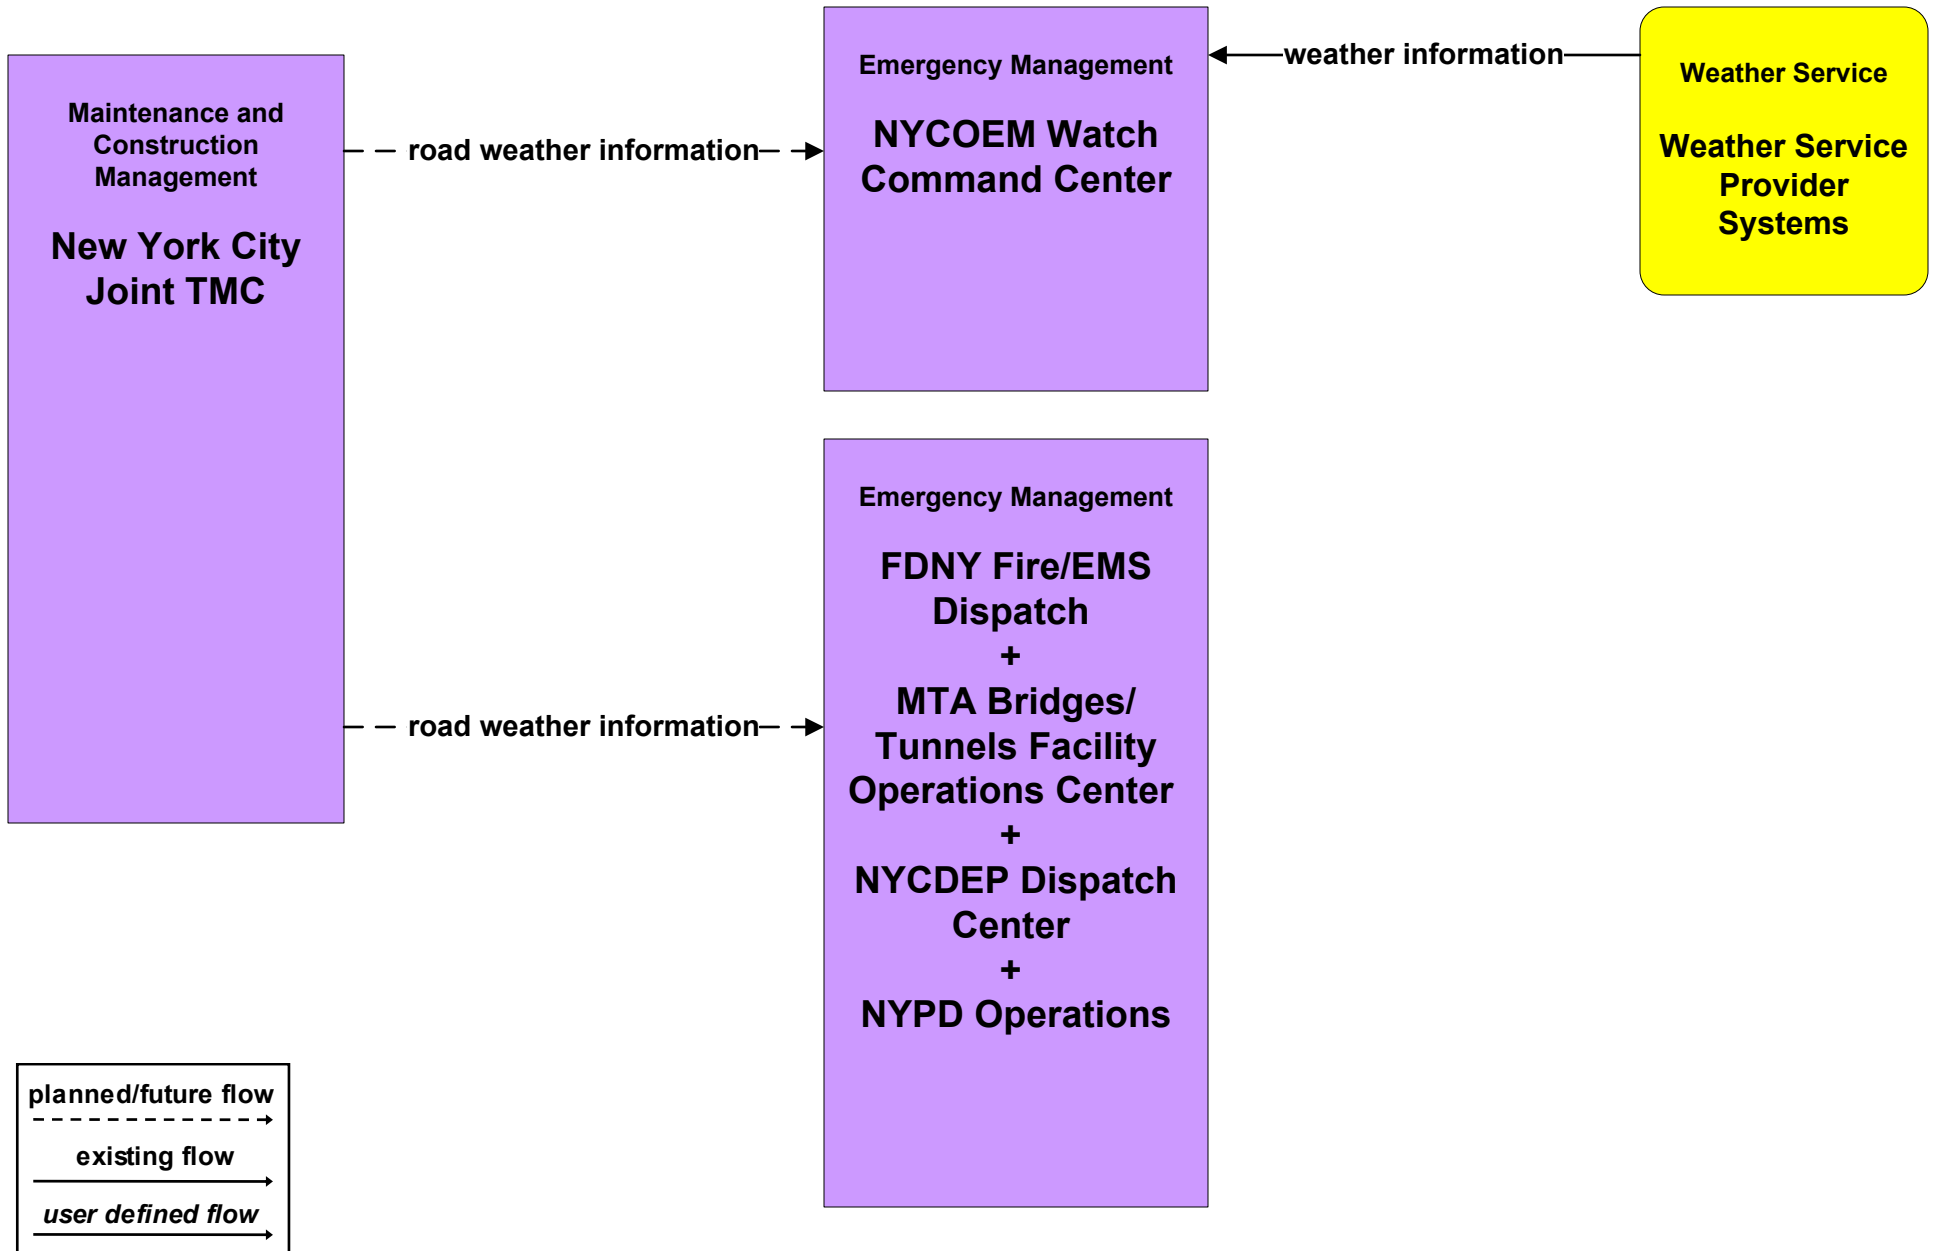 Maintenance and
Construction
Management
New York City
Joint TMC
road weather information
road weather information
Emergency Management
NYCOEM Watch
Command Center
weather information
Weather Service
Weather Service
Provider
Systems
Emergency Management
FDNY Fire/EMS
Dispatch
+
MTA Bridges/
Tunnels Facility
Operations Center
+
NYCDEP Dispatch
Center
+
NYPD Operations
planned/future flow
existing flow
user defined flow